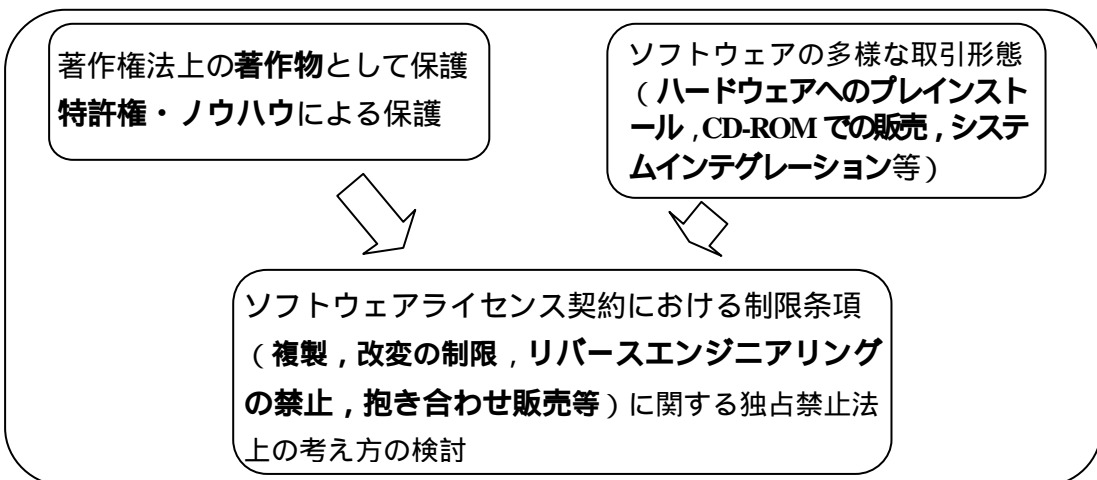 著作権法上の著作物として保護
特許権・ノウハウによる保護
ソフトウェアの多様な取引形態
(ハードウェアへのプレインスト
ール,CD-ROM での販売,システ
ムインテグレーション等)
ソフトウェアライセンス契約における制限条項
(複製,改変の制限,リバースエンジニアリング
の禁止,抱き合わせ販売等)に関する独占禁止法
上の考え方の検討